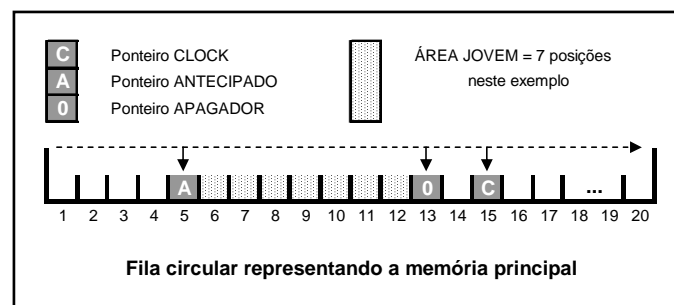 C Ponteiro CLOCK
A Ponteiro ANTECIPADO
0 Ponteiro APAGADOR
ÁREA JOVEM = 7 posições
neste exemplo
A 0 C ...
1 2 3 4 5 6 7 8 9 10 11 12 13 14 15 16 17 18 19 20
Fila circular representando a memória principal